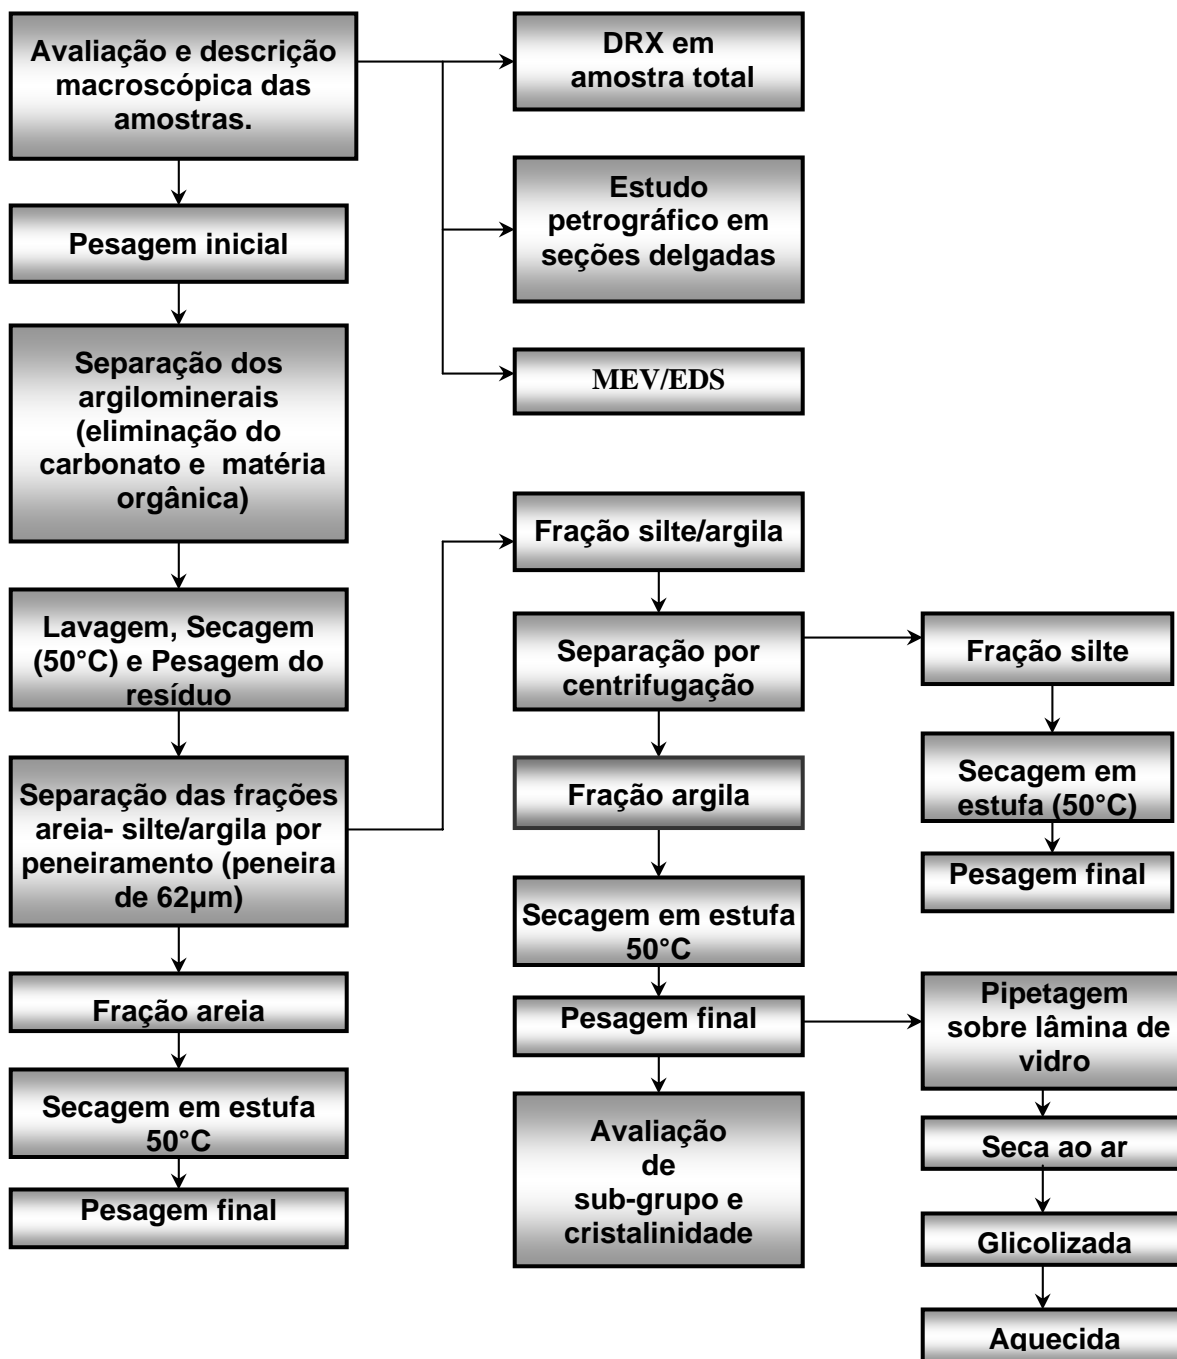 Avaliação e descrição
macroscópica das
amostras.
Pesagem inicial
Separação dos
argilominerais
(eliminação do
carbonato e matéria
orgânica)
Lavagem, Secagem
(50°C) e Pesagem do
resíduo
Separação das frações
areia- silte/argila por
peneiramento (peneira
de 62µm)
Fração areia
Secagem em estufa
50°C
Pesagem final
DRX em
amostra total
Estudo
petrográfico em
seções delgadas
MEV/EDS
Fração silte/argila
Separação por
centrifugação
Fração argila
Secagem em estufa
50°C
Pesagem final
Avaliação
de
sub-grupo e
cristalinidade
Fração silte
Secagem em
estufa (50°C)
Pesagem final
Pipetagem
sobre lâmina de
vidro
Seca ao ar
Glicolizada
Aquecida